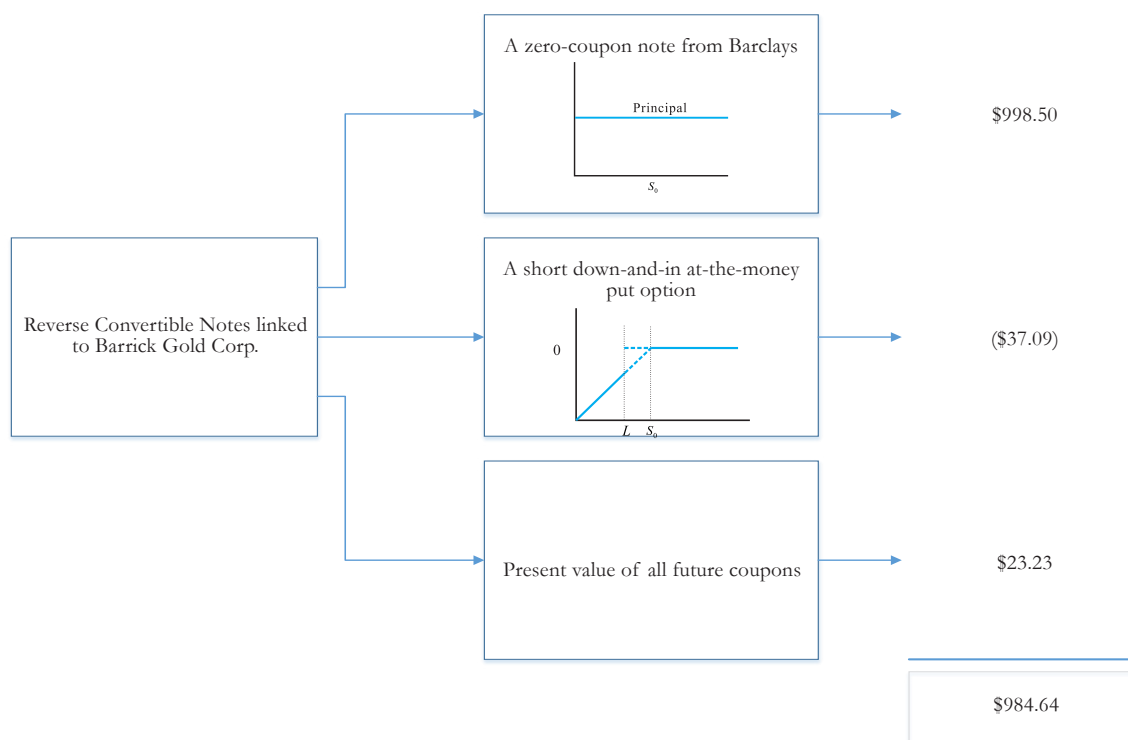 A zero-coupon note from Barclays
Principal
S₀
$998.50
Reverse Convertible Notes linked
to Barrick Gold Corp.
A short down-and-in at-the-money
put option
0
L S₀
($37.09)
Present value of all future coupons
$23.23
$984.64